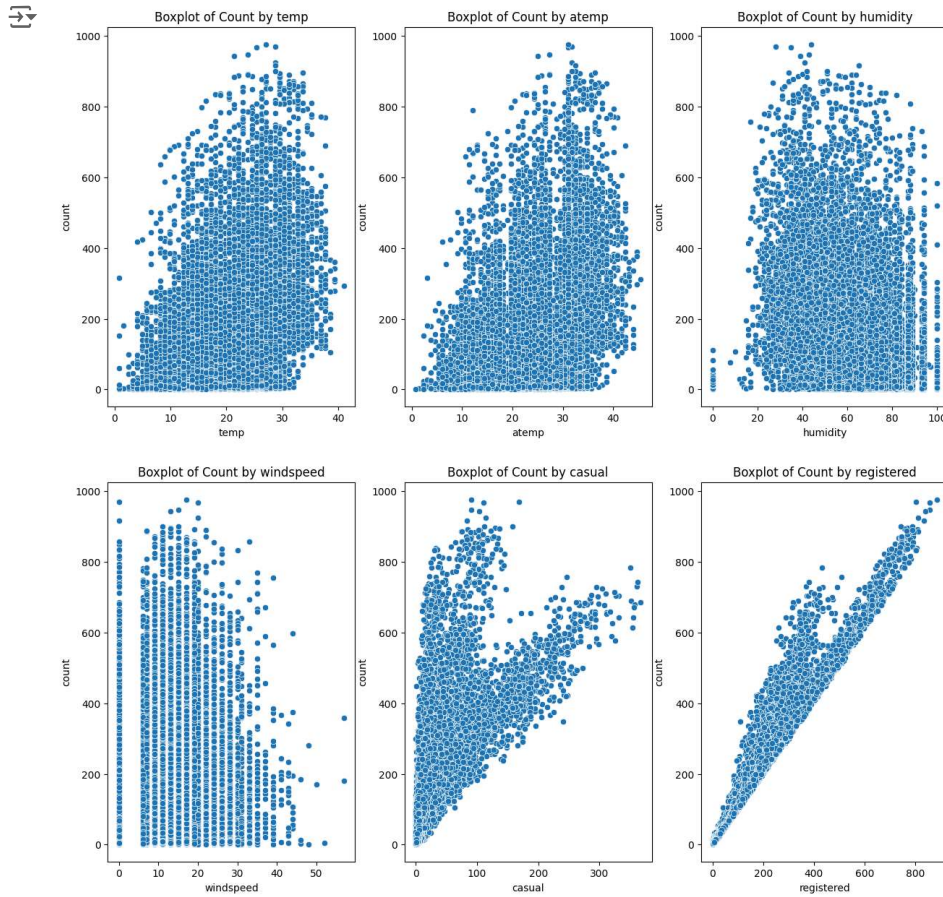 Boxplot of Count by temp
1000
800
600
400
200
0
count
0 10 20 30 40
temp
Boxplot of Count by atemp
1000
800
600
400
200
0
count
0 10 20 30 40
atemp
Boxplot of Count by humidity
1000
800
600
400
200
0
count
0 20 40 60 80 100
humidity
Boxplot of Count by windspeed
1000
800
600
400
200
0
count
0 10 20 30 40 50
windspeed
Boxplot of Count by casual
1000
800
600
400
200
0
count
0 100 200 300
casual
Boxplot of Count by registered
1000
800
600
400
200
0
count
0 200 400 600 800
registered